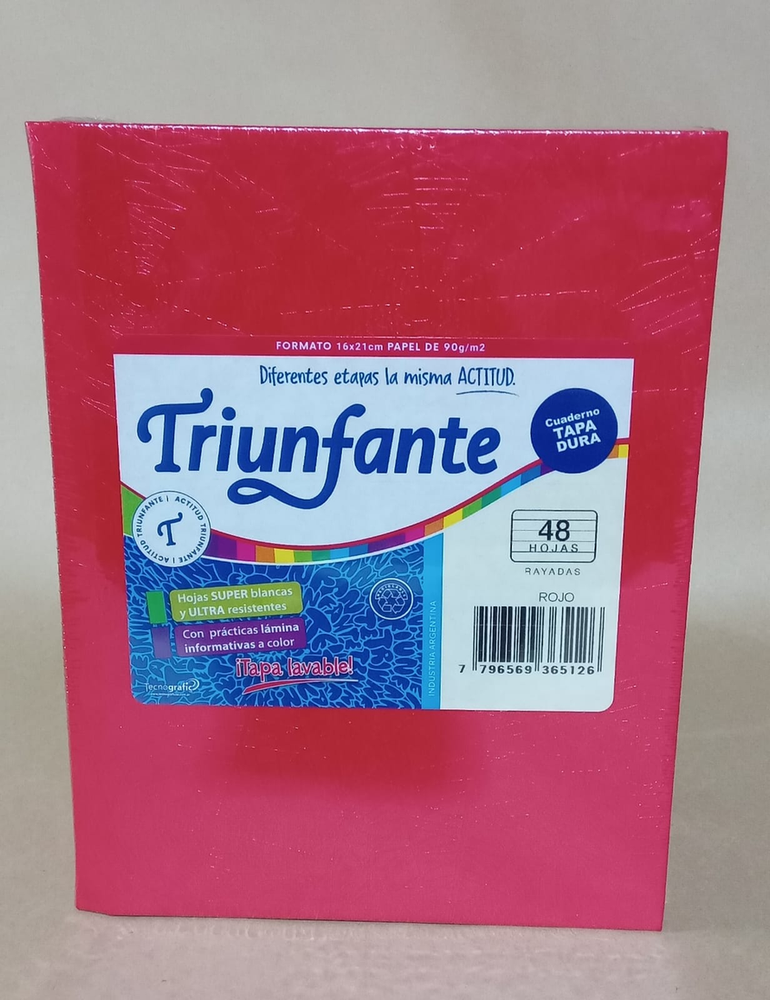 FORMATO 16x21cm PAPEL DE 90g/m2
Diferentes etapas la misma ACTITUD.
Triunfante
Cuaderno
TAPA
DURA
ACTITUD TRIUNFANTE | ACTITUD TRIUNFANTE |
T
48
HOJAS
RAYADAS
ROJO
Hojas SUPER blancas
y ULTRA resistentes
Con prácticas lámina
informativas a color
¡Tapa lavable!
tecnografic
INDUSTRIA ARGENTINA
7 796569 365126